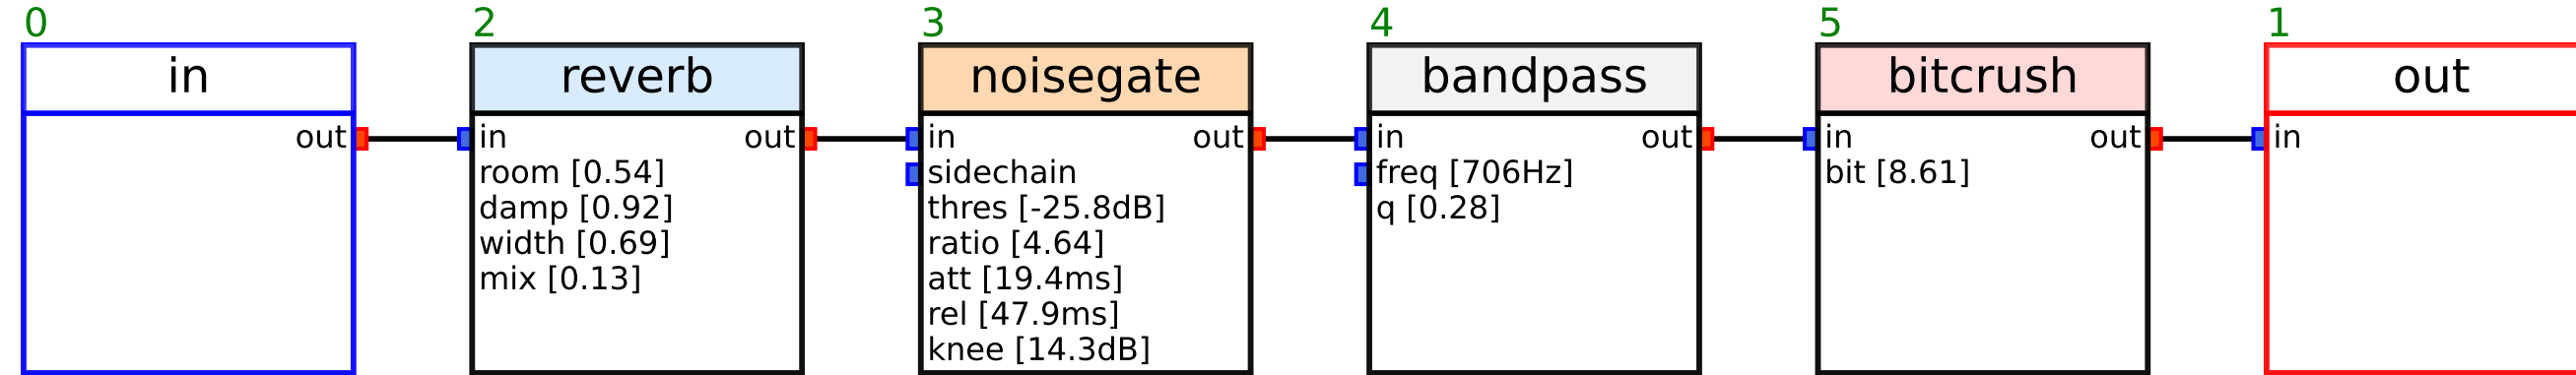 0
in
out
2
reverb
in out
room [0.54]
damp [0.92]
width [0.69]
mix [0.13]
3
noisegate
in out
sidechain
thres [-25.8dB]
ratio [4.64]
att [19.4ms]
rel [47.9ms]
knee [14.3dB]
4
bandpass
in out
freq [706Hz]
q [0.28]
5
bitcrush
in out
bit [8.61]
1
out
in